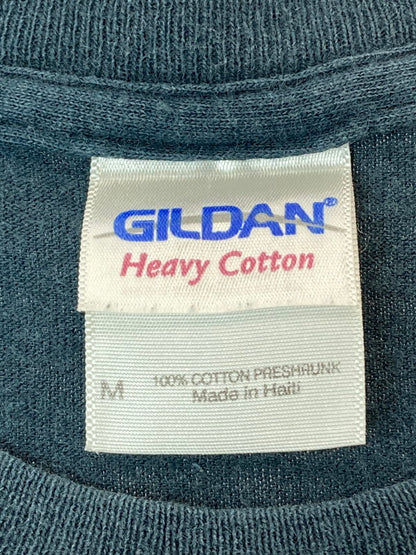 GILDAN®
Heavy Cotton
M
100% COTTON PRESHRUNK
Made in Haiti